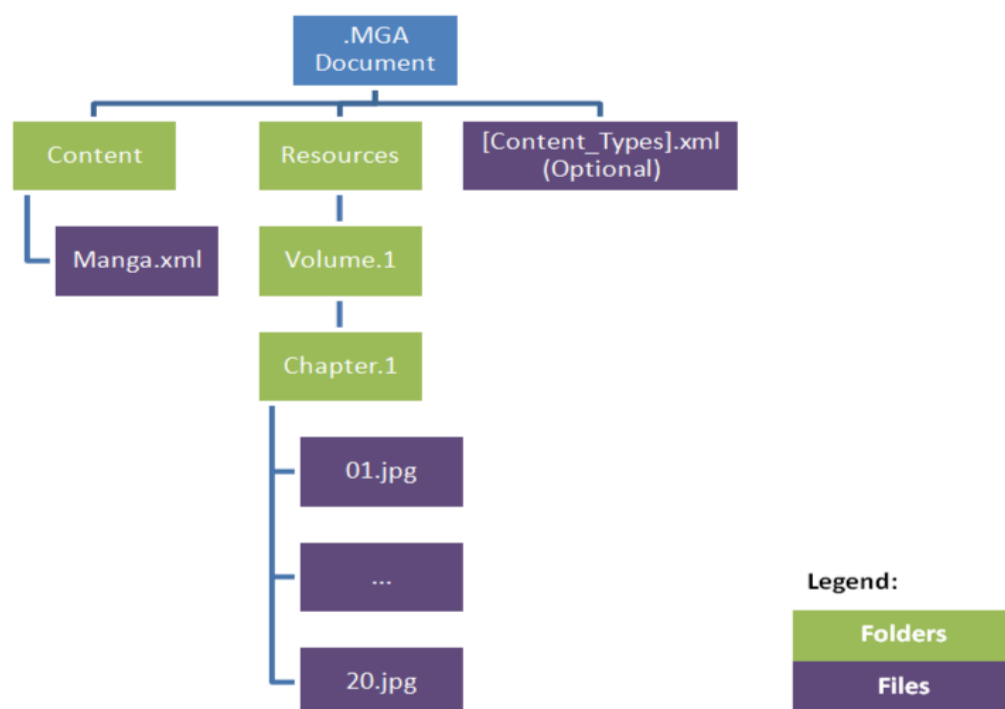 .MGA
Document
Content
Resources
[Content_Types].xml
(Optional)
Manga.xml
Volume.1
Chapter.1
01.jpg
...
20.jpg
Legend:
Folders
Files